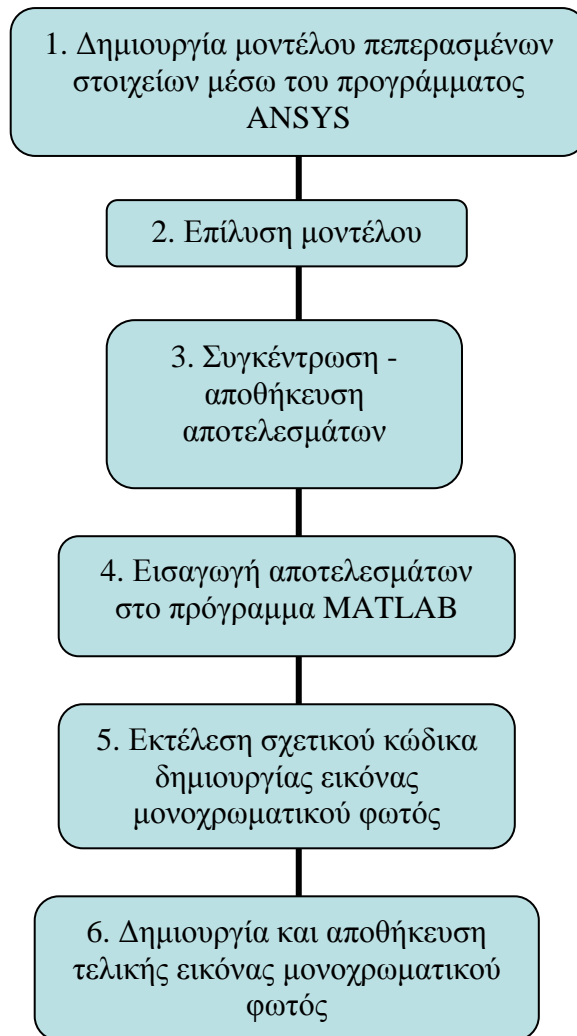 1. Δημιουργία μοντέλου πεπερασμένων
στοιχείων μέσω του προγράμματος
ANSYS
2. Επίλυση μοντέλου
3. Συγκέντρωση -
αποθήκευση
αποτελεσμάτων
4. Εισαγωγή αποτελεσμάτων
στο πρόγραμμα MATLAB
5. Εκτέλεση σχετικού κώδικα
δημιουργίας εικόνας
μονοχρωματικού φωτός
6. Δημιουργία και αποθήκευση
τελικής εικόνας μονοχρωματικού
φωτός